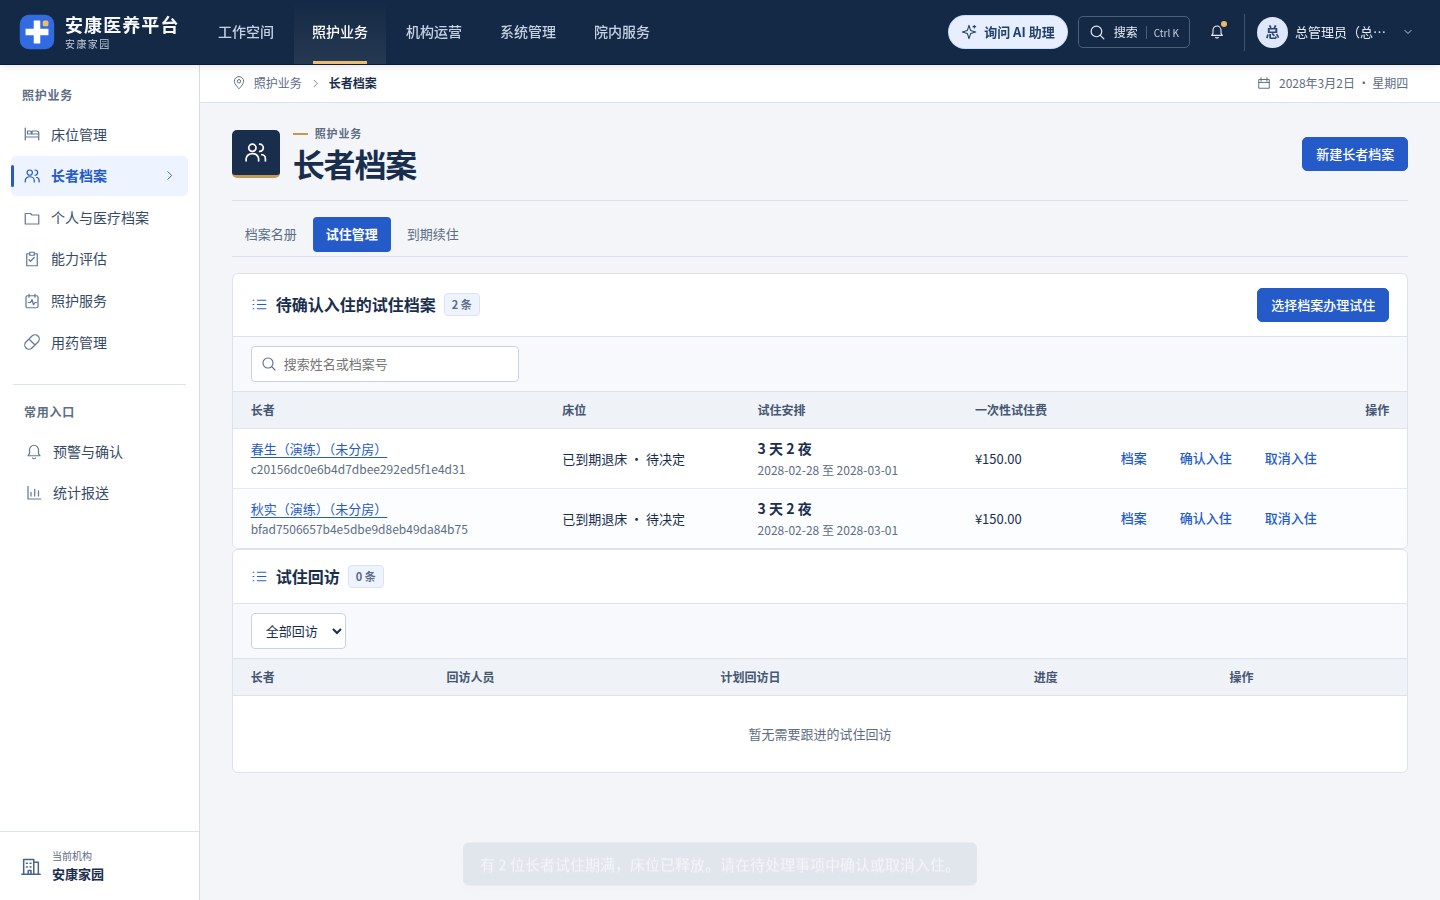 安康医养平台
安康家园
工作空间
照护业务
机构运营
系统管理
院内服务
询问 AI 助理
搜索
Ctrl K
总
总管理员（总…
照护业务
床位管理
长者档案
个人与医疗档案
能力评估
照护服务
用药管理
常用入口
预警与确认
统计报送
当前机构
安康家园
照护业务
长者档案
2028年3月2日 · 星期四
照护业务
长者档案
新建长者档案
档案名册
试住管理
到期续住
待确认入住的试住档案
2 条
选择档案办理试住
搜索姓名或档案号
长者 床位 试住安排 一次性试住费 操作
春生（演练）（未分房）
c20156dc0e6b4d7dbee292ed5f1e4d31
已到期退床 · 待决定
3 天 2 夜
2028-02-28 至 2028-03-01
¥150.00
档案 确认入住 取消入住
秋实（演练）（未分房）
bfad7506657b4e5dbe9d8eb49da84b75
已到期退床 · 待决定
3 天 2 夜
2028-02-28 至 2028-03-01
¥150.00
档案 确认入住 取消入住
试住回访
0 条
全部回访
长者 回访人员 计划回访日 进度 操作
暂无需要跟进的试住回访
有 2 位长者试住期满，床位已释放。请在待处理事项中确认或取消入住。